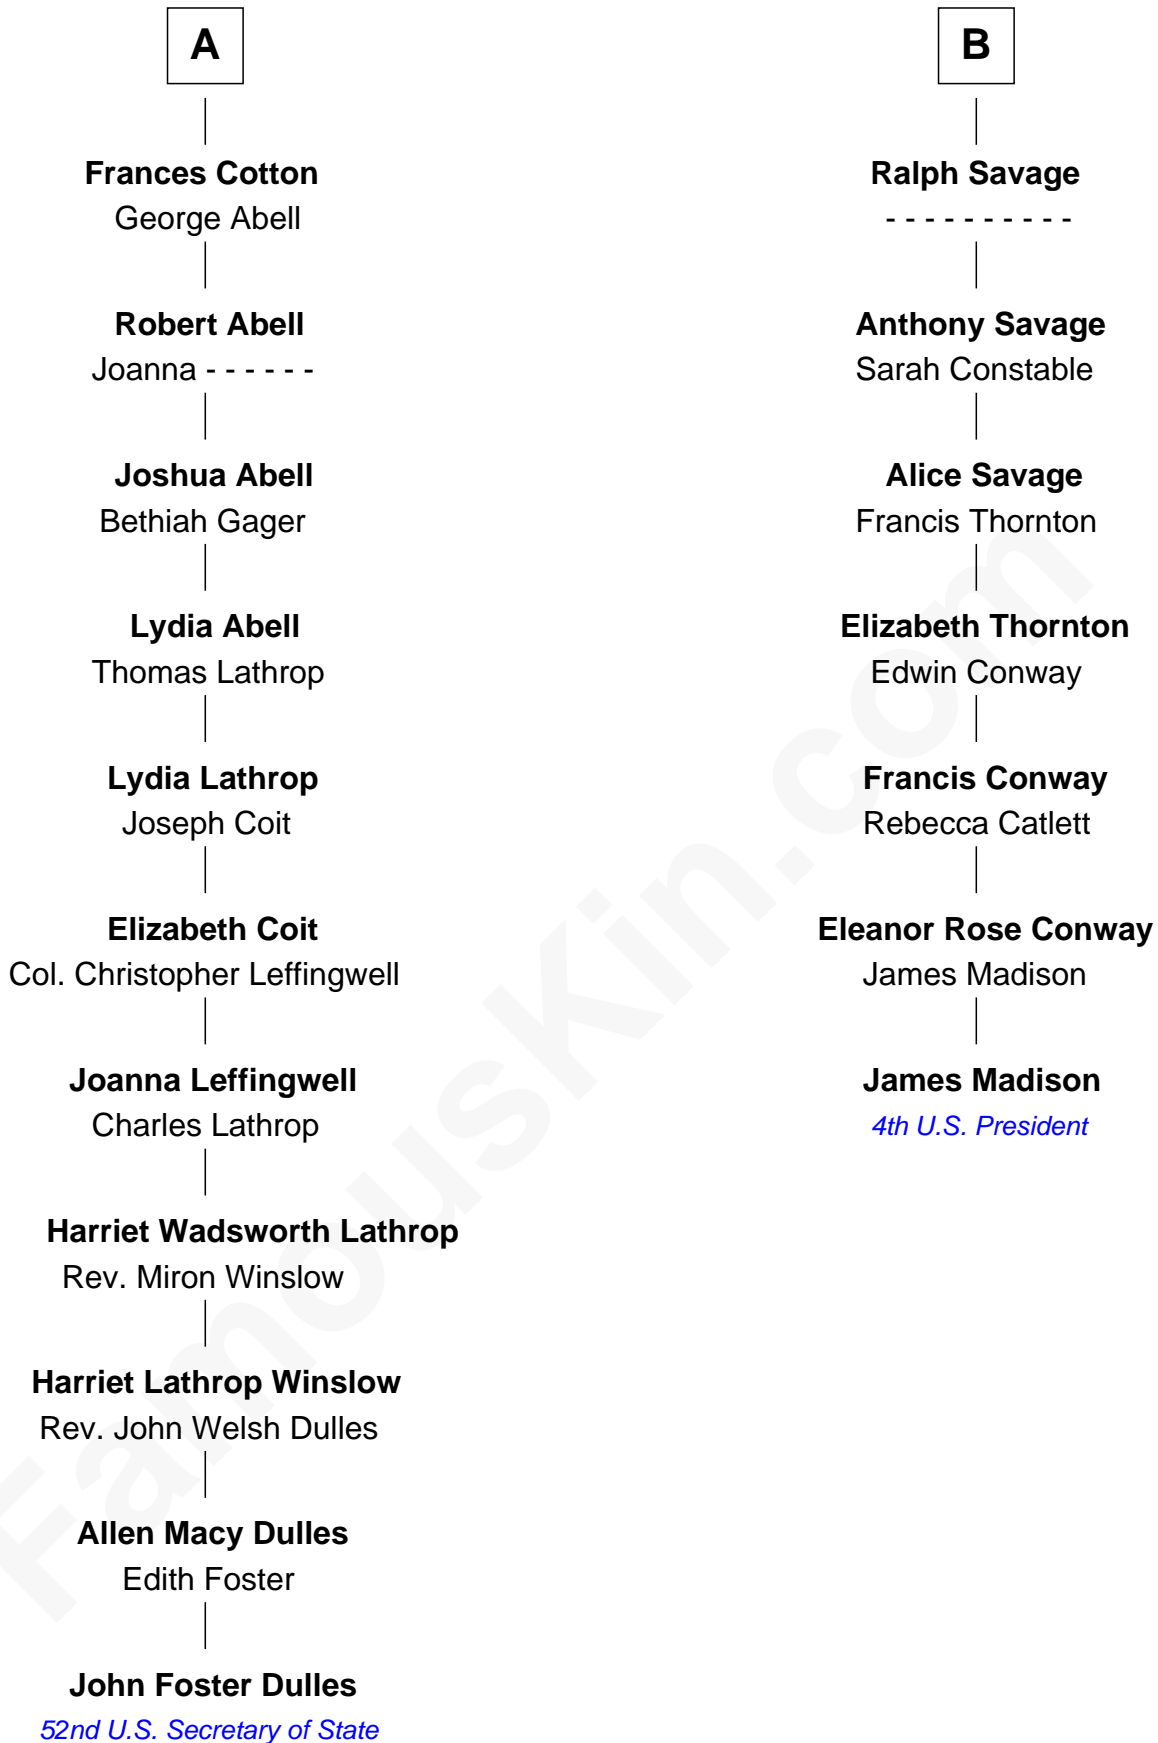 A
Frances Cotton
George Abell
Robert Abell
Joanna - - - - - -
Joshua Abell
Bethiah Gager
Lydia Abell
Thomas Lathrop
Lydia Lathrop
Joseph Coit
Elizabeth Coit
Col. Christopher Leffingwell
Joanna Leffingwell
Charles Lathrop
Harriet Wadsworth Lathrop
Rev. Miron Winslow
Harriet Lathrop Winslow
Rev. John Welsh Dulles
Allen Macy Dulles
Edith Foster
John Foster Dulles
52nd U.S. Secretary of State
B
Ralph Savage
- - - - - - - - - -
Anthony Savage
Sarah Constable
Alice Savage
Francis Thornton
Elizabeth Thornton
Edwin Conway
Francis Conway
Rebecca Catlett
Eleanor Rose Conway
James Madison
James Madison
4th U.S. President
FamousKin.com